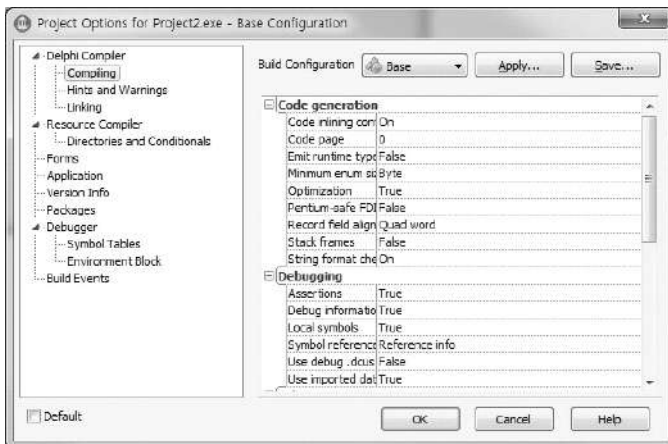 Project Options for Project2.exe - Base Configuration
Delphi Compiler
Compiling
Hints and Warnings
Linking
Resource Compiler
Directories and Conditionals
Forms
Application
Version Info
Packages
Debugger
Symbol Tables
Environment Block
Build Events
Build Configuration Base Apply... Save...
Code generation
Code inlining con On
Code page 0
Emit runtime type False
Minimum enum siz Byte
Optimization True
Pentium-safe FDI False
Record field align Quad word
Stack frames False
String format che On
Debugging
Assertions True
Debug informatio True
Local symbols True
Symbol reference Reference info
Use debug .dcus False
Use imported dat True
Default OK Cancel Help